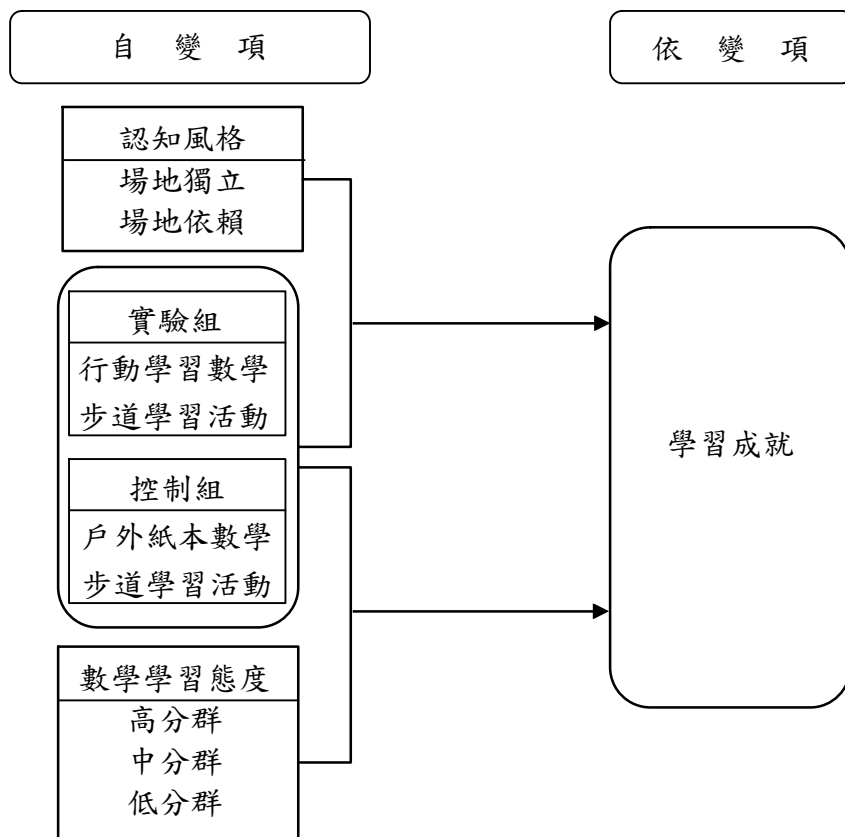 自變項
依變項
認知風格
場地獨立
場地依賴
實驗組
行動學習數學
步道學習活動
控制組
戶外紙本數學
步道學習活動
數學學習態度
高分群
中分群
低分群
學習成就